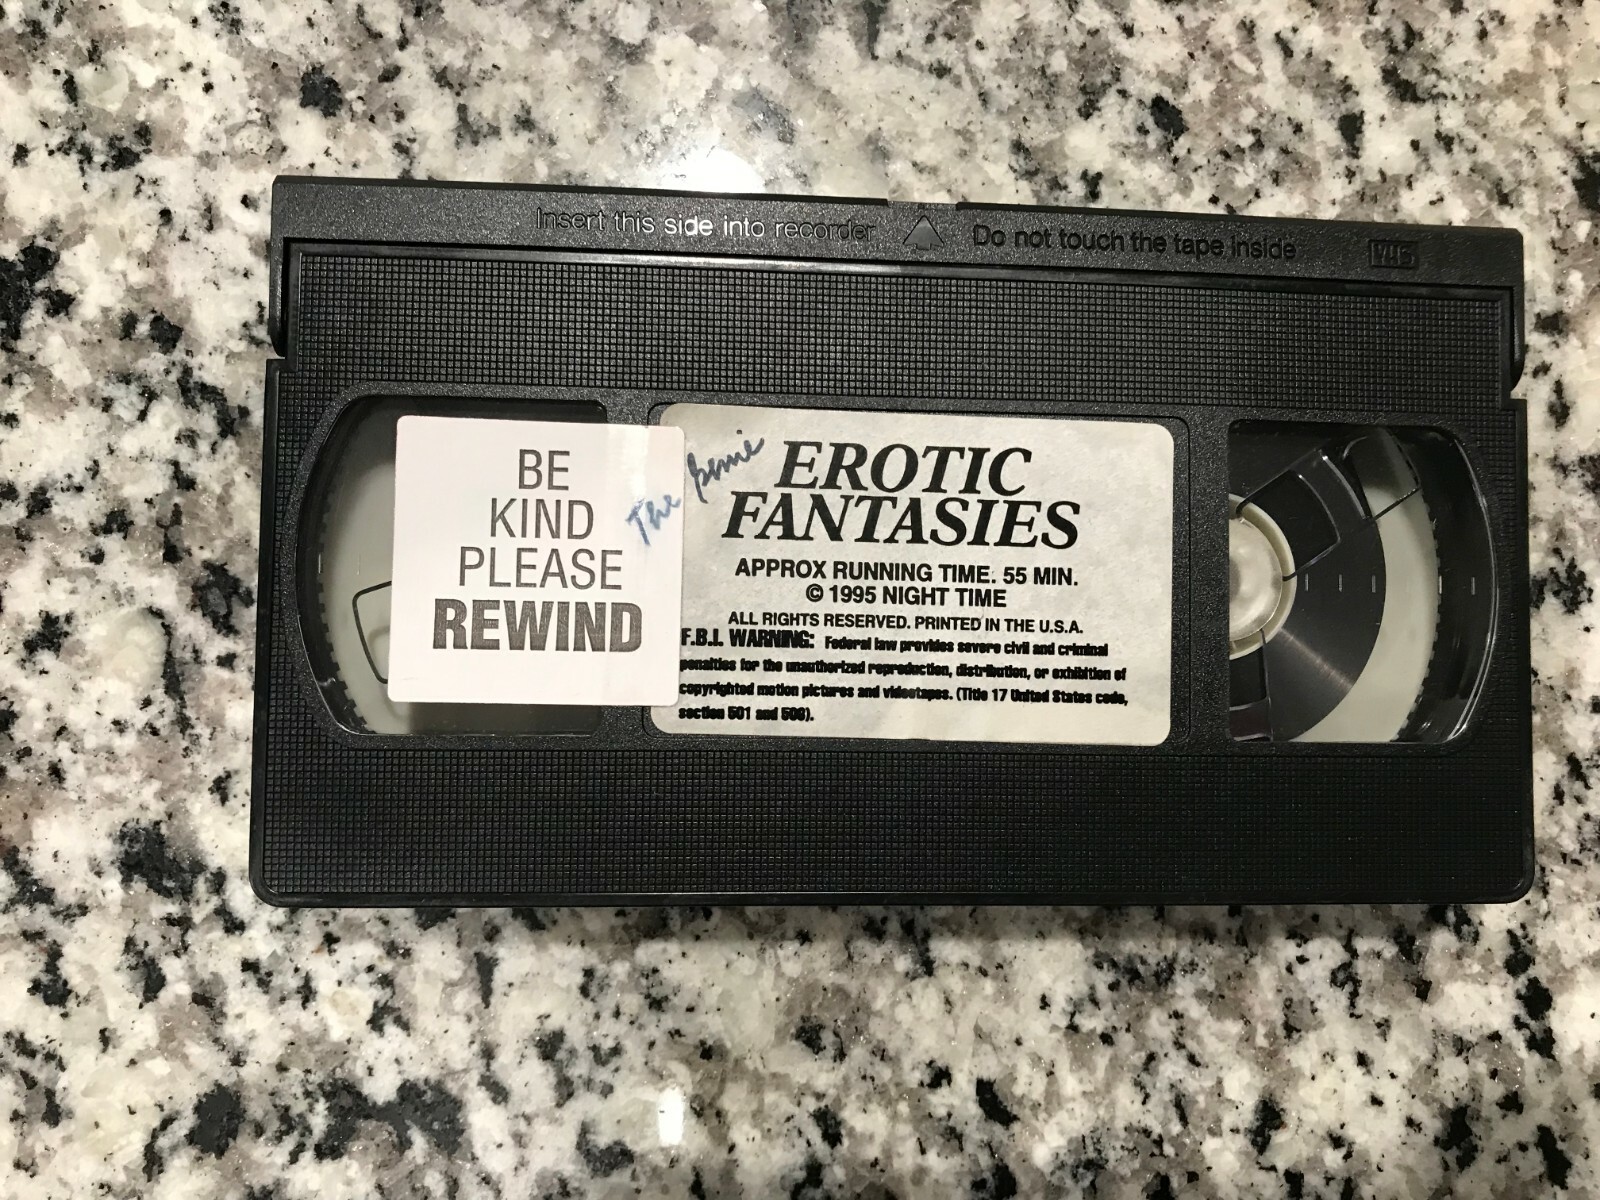 Insert this side into recorder Do not touch the tape inside VHS
BE
KIND
PLEASE
REWIND
The Genie
EROTIC
FANTASIES
APPROX RUNNING TIME. 55 MIN.
© 1995 NIGHT TIME
ALL RIGHTS RESERVED. PRINTED IN THE U.S.A.
F.B.I. WARNING: Federal law provides severe civil and criminal
penalties for the unauthorized reproduction, distribution, or exhibition of
copyrighted motion pictures and videotapes. (Title 17 United States code,
section 501 and 506).